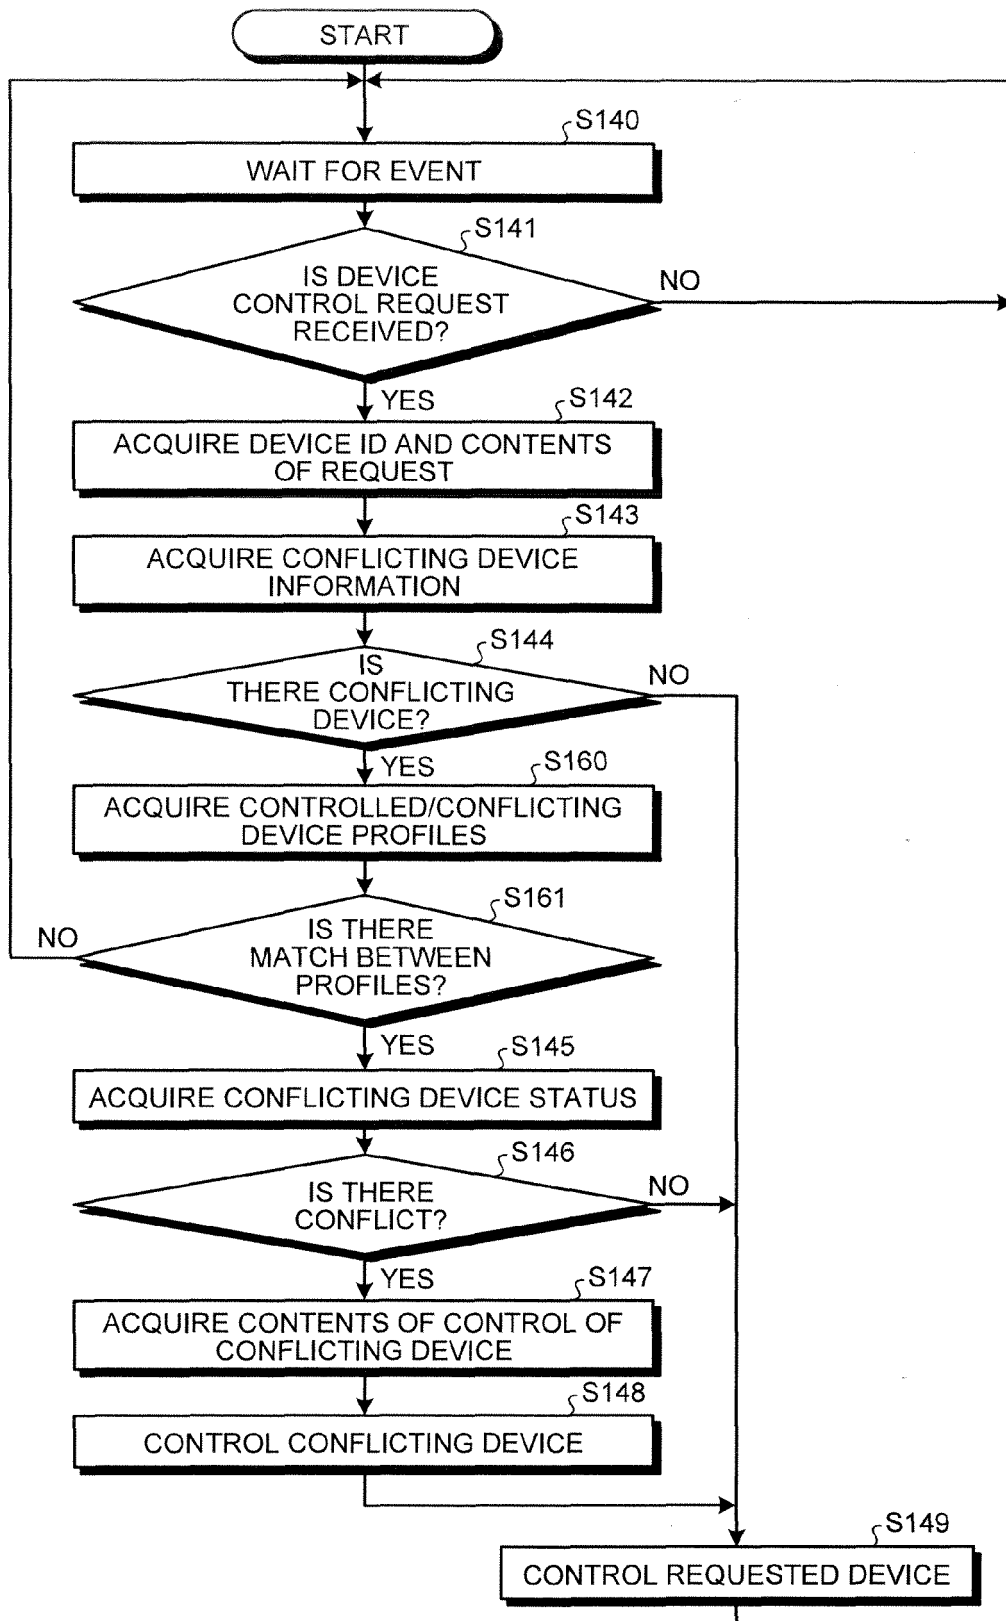 START
S140
WAIT FOR EVENT
S141
IS DEVICE
CONTROL REQUEST
RECEIVED?
NO
YES
S142
ACQUIRE DEVICE ID AND CONTENTS
OF REQUEST
S143
ACQUIRE CONFLICTING DEVICE
INFORMATION
S144
IS
THERE CONFLICTING
DEVICE?
NO
YES
S160
ACQUIRE CONTROLLED/CONFLICTING
DEVICE PROFILES
S161
IS THERE
MATCH BETWEEN
PROFILES?
NO
YES
S145
ACQUIRE CONFLICTING DEVICE STATUS
S146
IS THERE
CONFLICT?
NO
YES
S147
ACQUIRE CONTENTS OF CONTROL OF
CONFLICTING DEVICE
S148
CONTROL CONFLICTING DEVICE
S149
CONTROL REQUESTED DEVICE